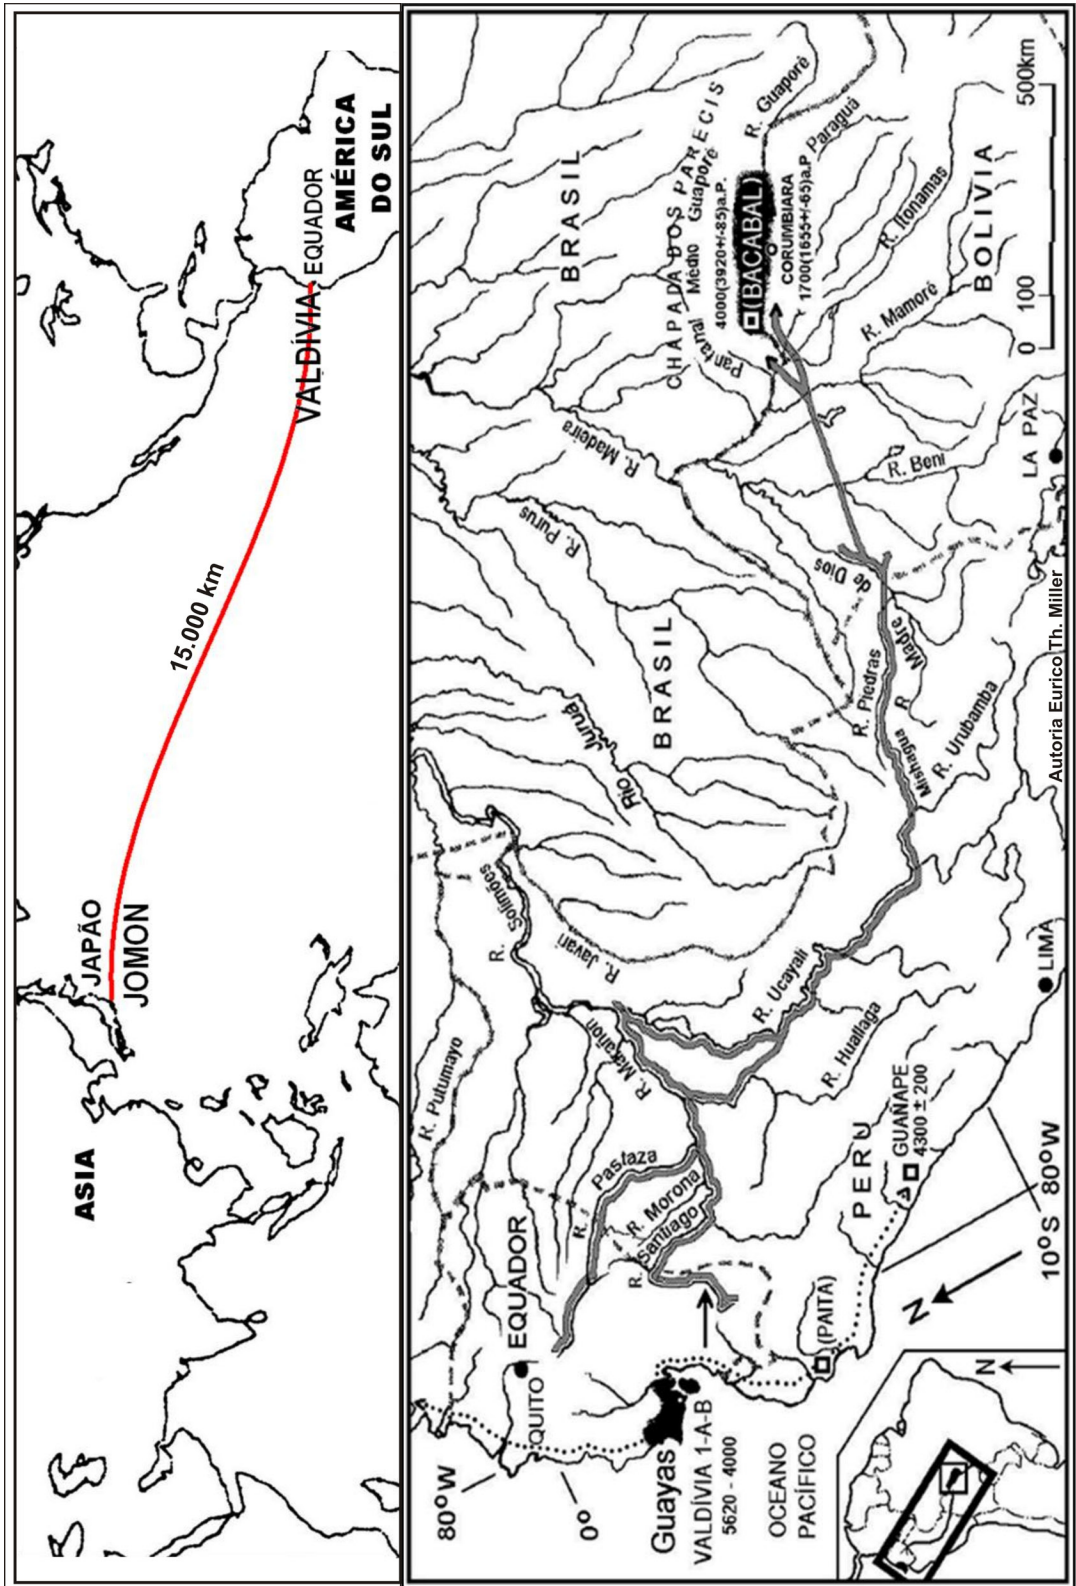 ASIA
JAPÃO
JOMON
15.000 km
VALDÍVIA
EQUADOR
AMÉRICA
DO SUL
80°W
0°
Guayas
VALDÍVIA 1-A-B
5620 - 4000
OCEANO
PACÍFICO
QUITO
EQUADOR
R. Putumayo
R. Pastaza
R. Morona
R. Santiago
(PAITA)
PERU
GUAÑAPE
4300 ± 200
N
10°S
80°W
N
R. Marañon
R. Solimões
R. Javari
R. Ucayali
R. Huallaga
LIMA
Rio Juruá
BRASIL
R. Purus
R. Madeira
R. Piedras
Mishagua
R. Urubamba
R Madre de Dios
R. Beni
LA PAZ
R. Mamoré
R. Itonamas
BOLIVIA
BRASIL
CHAPADA DOS PARECIS
Pantanal Médio Guaporé
4000(3920+/-85)a.P.
(BACABAL)
CORUMBIARA
1700(1655+/-65)a.P
R. Guaporé
Paraguá
0 100 500km
Autoria Eurico Th. Miller